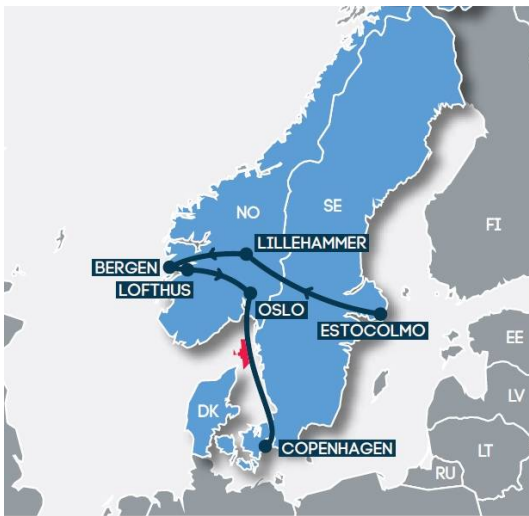 NO
SE
FI
LILLEHAMMER
BERGEN
LOFTHUS
OSLO
ESTOCOLMO
EE
LV
DK
LT
COPENHAGEN
RU